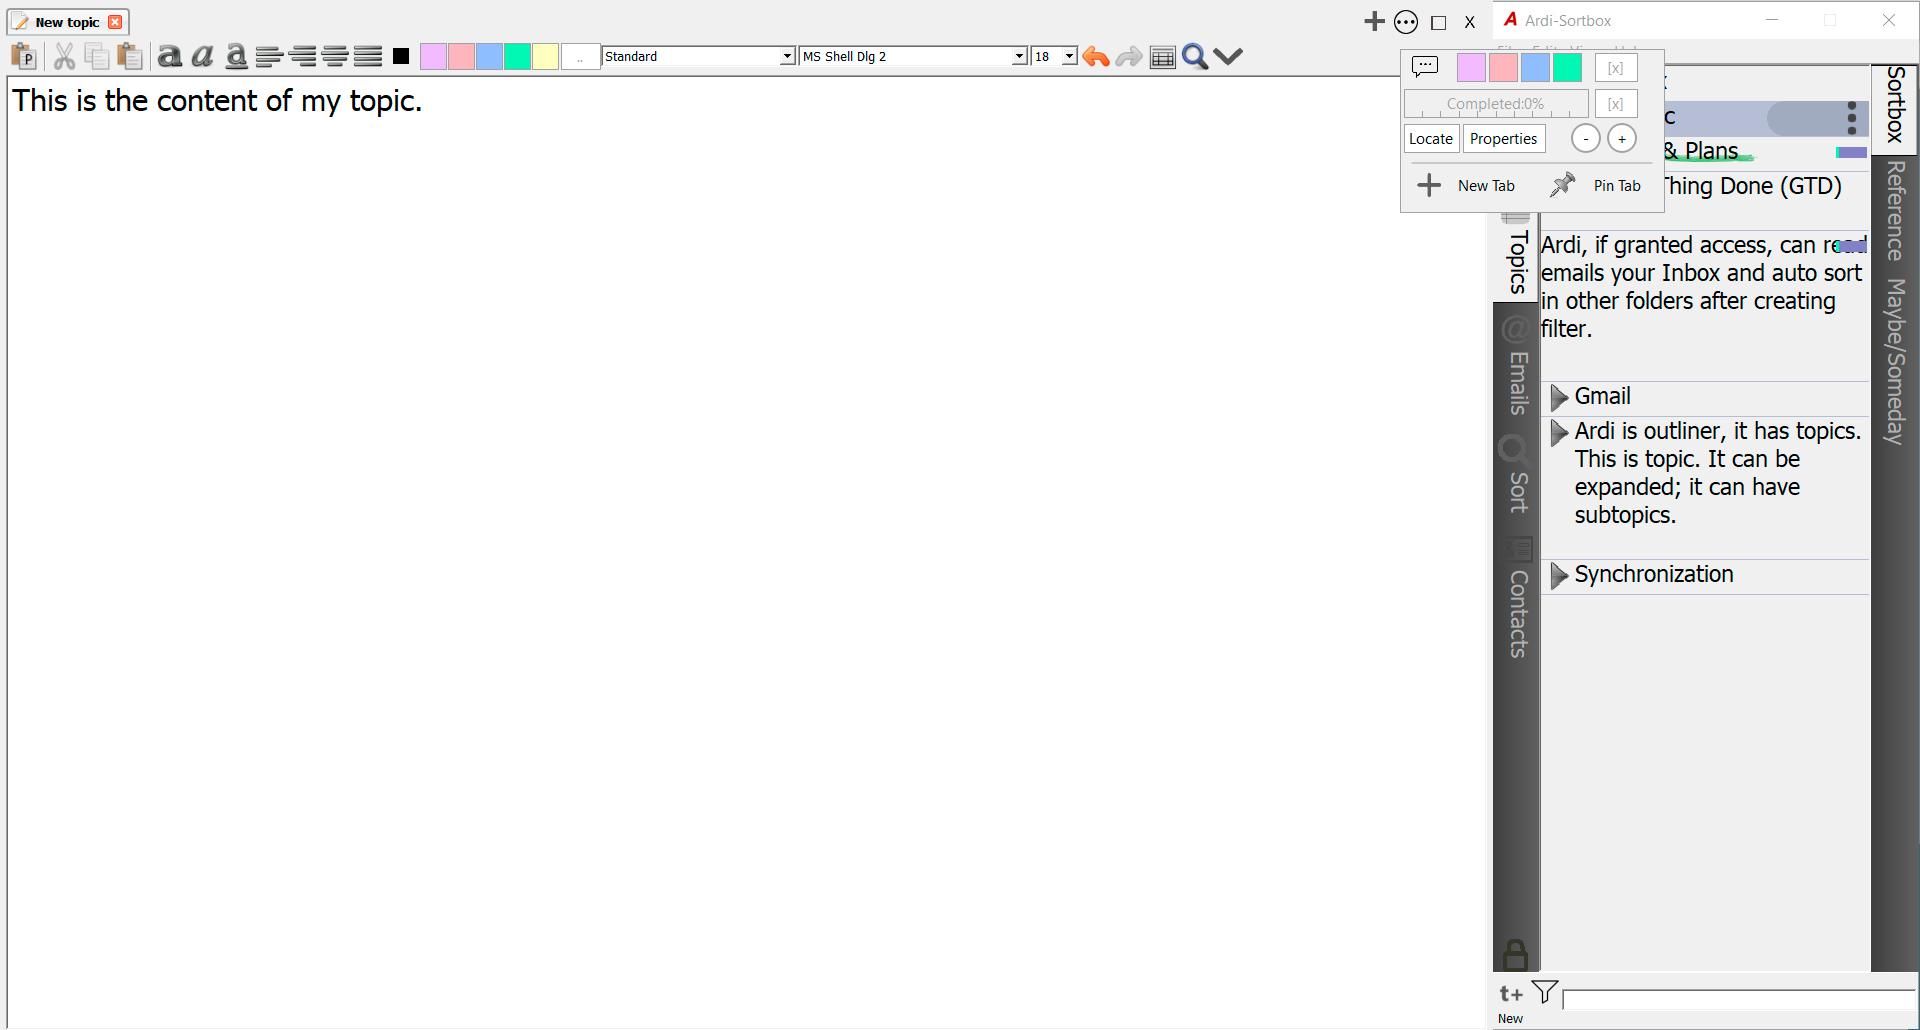 New topic
X
Ardi-Sortbox
P
a a a
..
Standard
MS Shell Dlg 2
18
This is the content of my topic.
[x]
Completed:0%
[x]
Locate
Properties
-
+
New Tab
Pin Tab
c
& Plans
Thing Done (GTD)
Ardi, if granted access, can read
emails your Inbox and auto sort
in other folders after creating
filter.
Gmail
Ardi is outliner, it has topics.
This is topic. It can be
expanded; it can have
subtopics.
Synchronization
Topics
@ Emails
Sort
Contacts
Sortbox
Reference
Maybe/Someday
t+
New